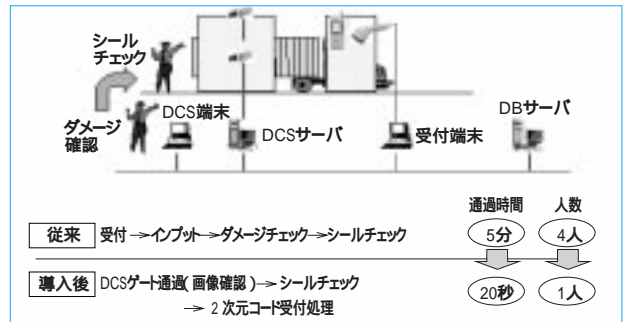 シール
チェック
ダメージ
確認
DCS端末
DCSサーバ
受付端末
DBサーバ
通過時間 人数
従来 受付→インプット→ダメージチェック→シールチェック 5分 4人
導入後 DCSゲート通過(画像確認)→シールチェック
→2次元コード受付処理 20秒 1人